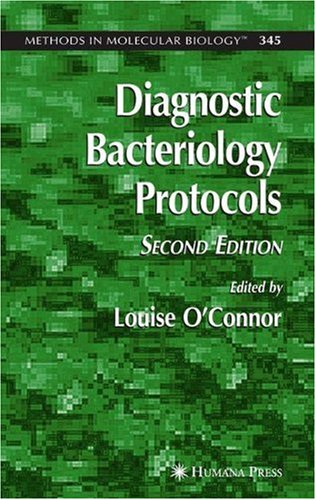 METHODS IN MOLECULAR BIOLOGY™ 345
Diagnostic
Bacteriology
Protocols
SECOND EDITION
Edited by
Louise O'Connor
HUMANA PRESS